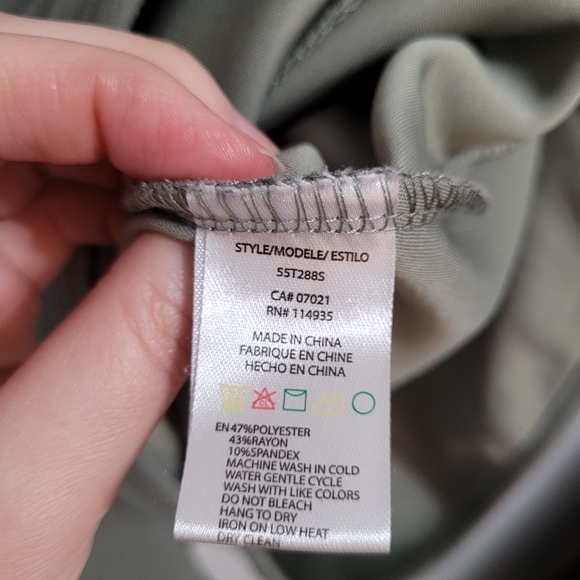 STYLE/MODELE/ ESTILO
55T288S
CA# 07021
RN# 114935
MADE IN CHINA
FABRIQUE EN CHINE
HECHO EN CHINA
CL
EN47%POLYESTER
43%RAYON
10%SPANDEX
MACHINE WASH IN COLD
WATER GENTLE CYCLE
WASH WITH LIKE COLORS
DO NOT BLEACH
HANG TO DRY
IRON ON LOW HEAT
DRY CLEAN